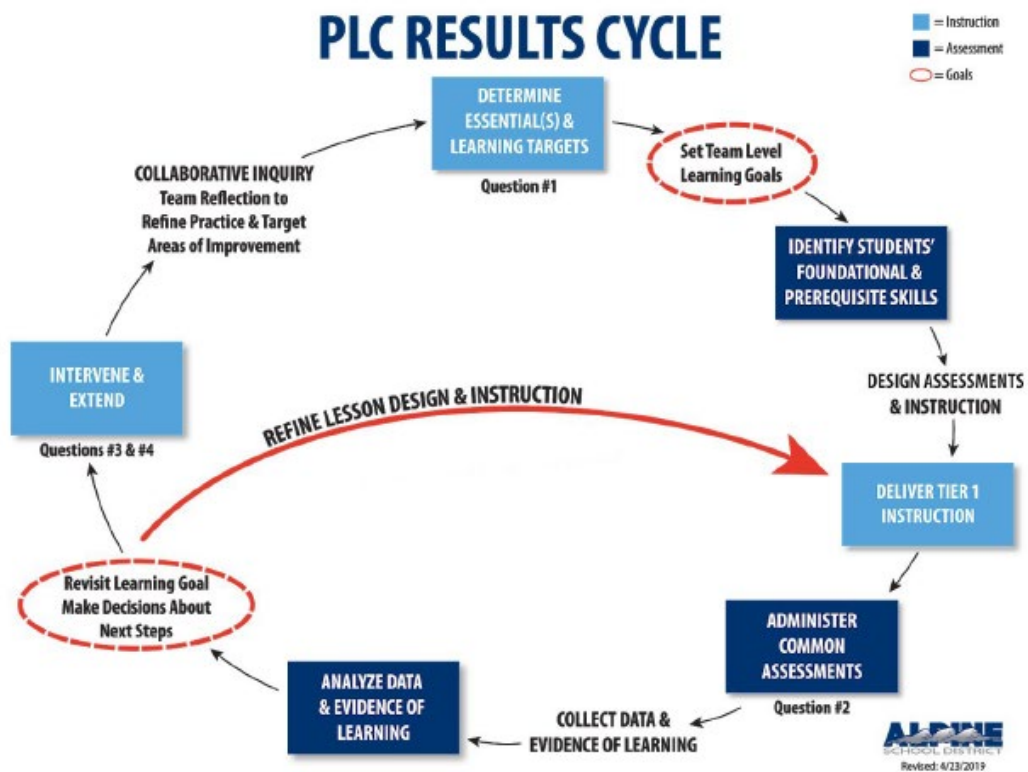 PLC RESULTS CYCLE
= Instruction
= Assessment
= Goals
DETERMINE
ESSENTIAL(S) &
LEARNING TARGETS
Question #1
Set Team Level
Learning Goals
IDENTIFY STUDENTS'
FOUNDATIONAL &
PREREQUISITE SKILLS
DESIGN ASSESSMENTS
& INSTRUCTION
DELIVER TIER 1
INSTRUCTION
ADMINISTER
COMMON
ASSESSMENTS
Question #2
COLLECT DATA &
EVIDENCE OF LEARNING
ANALYZE DATA
& EVIDENCE OF
LEARNING
Revisit Learning Goal
Make Decisions About
Next Steps
REFINE LESSON DESIGN & INSTRUCTION
INTERVENE &
EXTEND
Questions #3 & #4
COLLABORATIVE INQUIRY
Team Reflection to
Refine Practice & Target
Areas of Improvement
ALPINE
SCHOOL DISTRICT
Revised: 4/23/2019